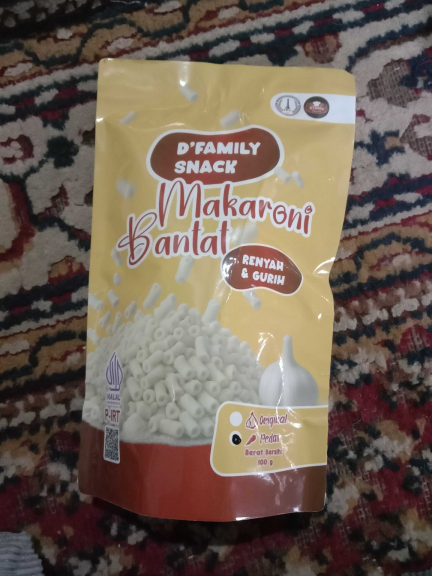 D'FAMILY
SNACK
Makaroni
Bantat
RENYAH
& GURIH
HALAL
P-IRT
Original
Pedas
Berat Bersih
100 g